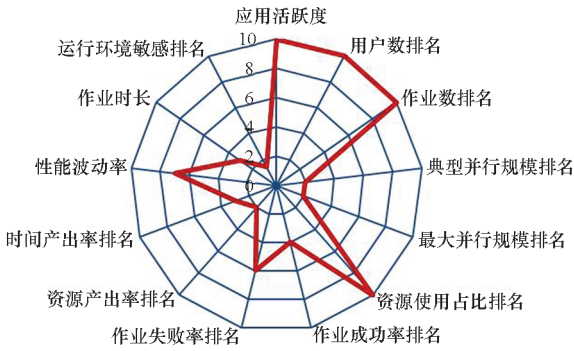 应用活跃度
用户数排名
作业数排名
典型并行规模排名
最大并行规模排名
资源使用占比排名
作业成功率排名
作业失败率排名
资源产出率排名
时间产出率排名
性能波动率
作业时长
运行环境敏感排名
10
8
6
4
2
0